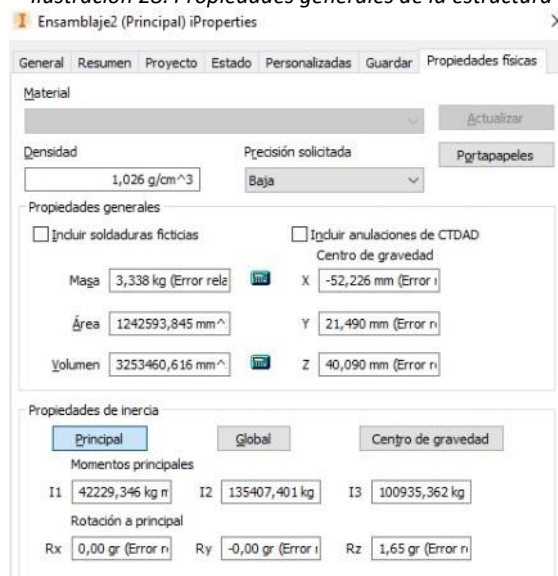 Ilustración 28. Propiedades generales de la estructura
I Ensamblaje2 (Principal) iProperties
General Resumen Proyecto Estado Personalizadas Guardar Propiedades físicas
Material
Actualizar
Densidad Precisión solicitada Portapapeles
1,026 g/cm^3 Baja
Propiedades generales
Incluir soldaduras ficticias Incluir anulaciones de CTDAD
Centro de gravedad
Masa 3,338 kg (Error rela X -52,226 mm (Error
Área 1242593,845 mm^ Y 21,490 mm (Error
Volumen 3253460,616 mm^ Z 40,090 mm (Error
Propiedades de inercia
Principal Global Centro de gravedad
Momentos principales
I1 42229,346 kg I2 135407,401 kg I3 100935,362 kg
Rotación a principal
Rx 0,00 gr (Error Ry -0,00 gr (Error Rz 1,65 gr (Error